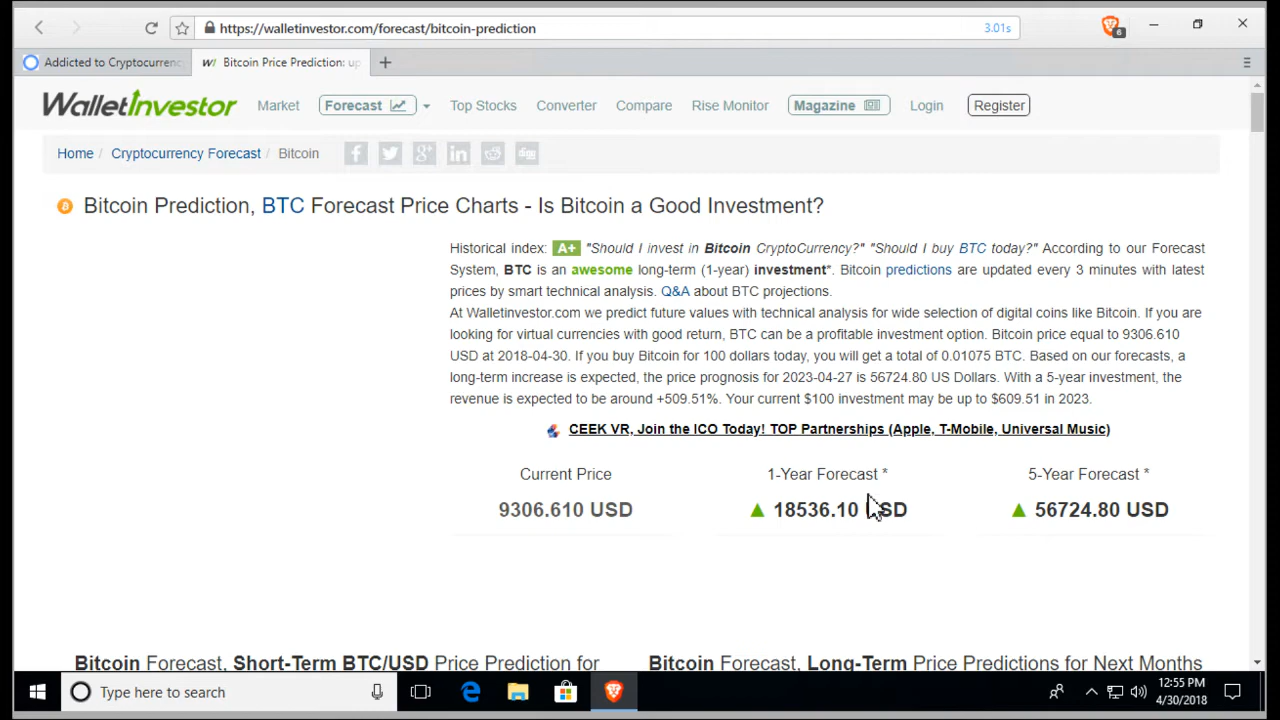 https://walletinvestor.com/forecast/bitcoin-prediction 3.01s 6
Addicted to Cryptocurrenc
W! Bitcoin Price Prediction: up
WalletInvestor Market Forecast Top Stocks Converter Compare Rise Monitor Magazine Login Register
Home / Cryptocurrency Forecast / Bitcoin
Bitcoin Prediction, BTC Forecast Price Charts - Is Bitcoin a Good Investment?
Historical index: A+ "Should I invest in Bitcoin CryptoCurrency?" "Should I buy BTC today?" According to our Forecast
System, BTC is an awesome long-term (1-year) investment*. Bitcoin predictions are updated every 3 minutes with latest
prices by smart technical analysis. Q&A about BTC projections.
At Walletinvestor.com we predict future values with technical analysis for wide selection of digital coins like Bitcoin. If you are
looking for virtual currencies with good return, BTC can be a profitable investment option. Bitcoin price equal to 9306.610
USD at 2018-04-30. If you buy Bitcoin for 100 dollars today, you will get a total of 0.01075 BTC. Based on our forecasts, a
long-term increase is expected, the price prognosis for 2023-04-27 is 56724.80 US Dollars. With a 5-year investment, the
revenue is expected to be around +509.51%. Your current $100 investment may be up to $609.51 in 2023.
CEEK VR, Join the ICO Today! TOP Partnerships (Apple, T-Mobile, Universal Music)
Current Price 1-Year Forecast * 5-Year Forecast *
9306.610 USD 18536.10 USD 56724.80 USD
Bitcoin Forecast, Short-Term BTC/USD Price Prediction for
Bitcoin Forecast, Long-Term Price Predictions for Next Months
Type here to search
12:55 PM
4/30/2018